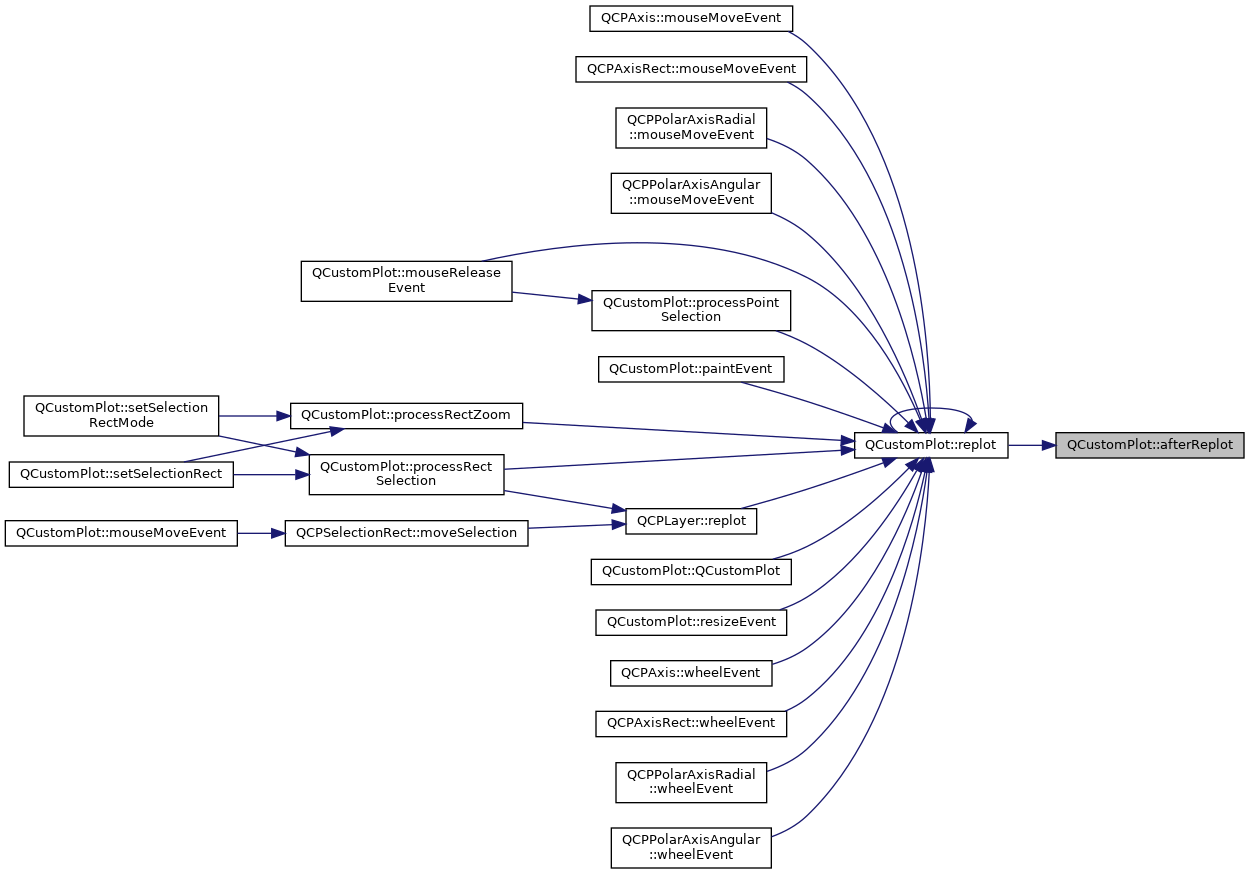 QCPAxis::mouseMoveEvent
QCPAxisRect::mouseMoveEvent
QCPPolarAxisRadial
::mouseMoveEvent
QCPPolarAxisAngular
::mouseMoveEvent
QCustomPlot::mouseRelease
Event
QCustomPlot::processPoint
Selection
QCustomPlot::paintEvent
QCustomPlot::setSelection
RectMode
QCustomPlot::processRectZoom
QCustomPlot::replot
QCustomPlot::afterReplot
QCustomPlot::setSelectionRect
QCustomPlot::processRect
Selection
QCustomPlot::mouseMoveEvent
QCPSelectionRect::moveSelection
QCPLayer::replot
QCustomPlot::QCustomPlot
QCustomPlot::resizeEvent
QCPAxis::wheelEvent
QCPAxisRect::wheelEvent
QCPPolarAxisRadial
::wheelEvent
QCPPolarAxisAngular
::wheelEvent